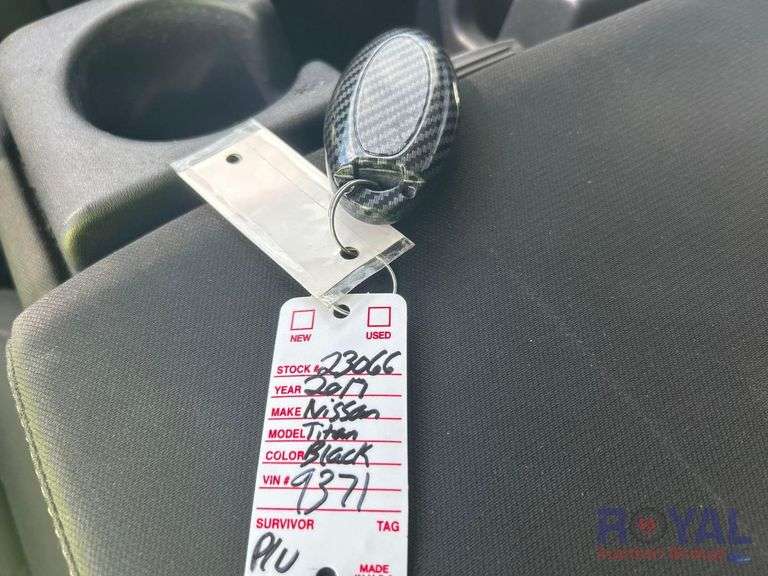 NEW USED
STOCK # 23066
YEAR 2017
MAKE Nissan
MODEL Titan
COLOR Black
VIN # 9371
SURVIVOR TAG
P/U
MADE
ROYAL